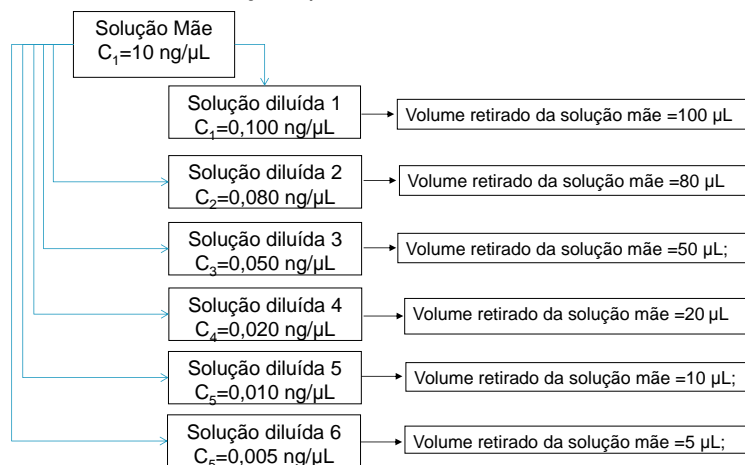 Solução Mãe
C₁=10 ng/µL
Solução diluída 1
C₁=0,100 ng/µL
Volume retirado da solução mãe =100 µL
Solução diluída 2
C₂=0,080 ng/µL
Volume retirado da solução mãe =80 µL
Solução diluída 3
C₃=0,050 ng/µL
Volume retirado da solução mãe =50 µL;
Solução diluída 4
C₄=0,020 ng/µL
Volume retirado da solução mãe =20 µL
Solução diluída 5
C₅=0,010 ng/µL
Volume retirado da solução mãe =10 µL;
Solução diluída 6
C₅=0,005 ng/µL
Volume retirado da solução mãe =5 µL;